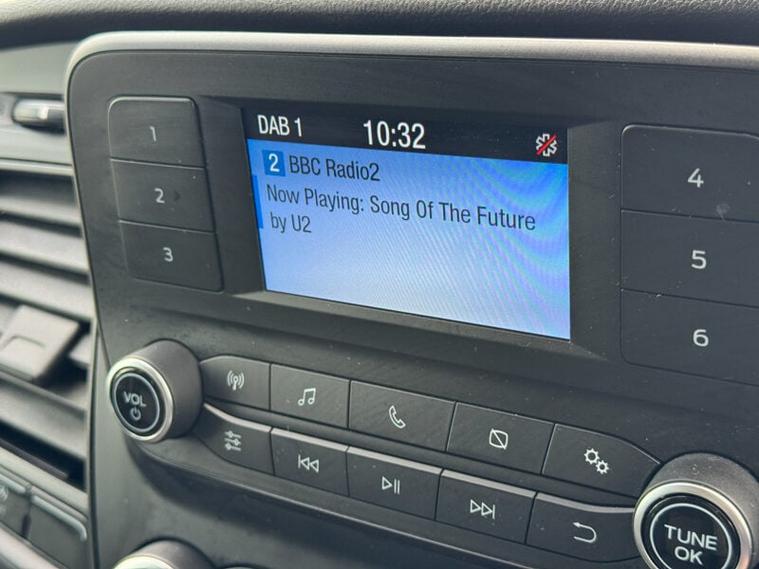 DAB 1 10:32
2 BBC Radio2
Now Playing: Song Of The Future
by U2
1
2
3
4
5
6
VOL
TUNE
OK